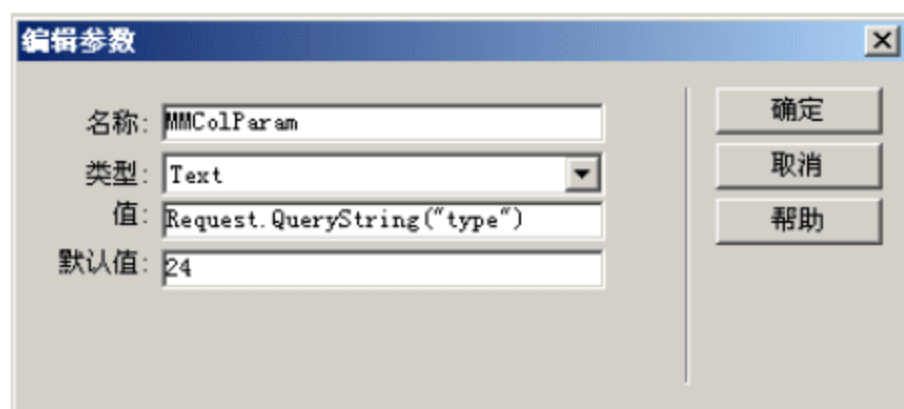 编辑参数
名称: MMColParam
类型: Text
值: Request.QueryString("type")
默认值: 24
确定
取消
帮助